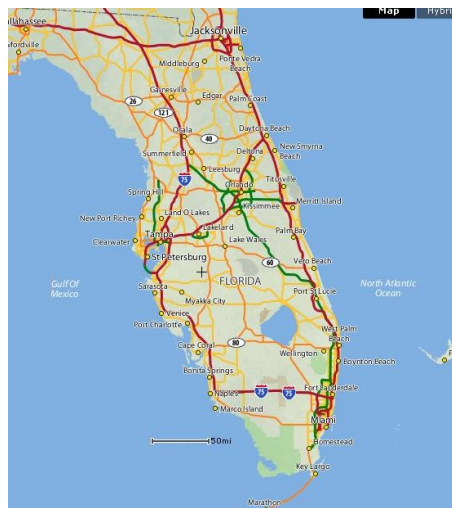 Map Hybri
allahassee
Jacksonville
wfordville
Ponte Vedra
Beach
Middleburg
Gainesville
Edgar
Palm Coast
26
121
Ocala
40
Daytona Beach
Summerfield
New Smyrna
Beach
Deltona
Leesburg
Titusville
75
Orlando
Spring Hill
Kissimmee
Merritt Island
New Port Richey
Land O Lakes
Lakeland
Tampa
Palm Bay
Clearwater
Lake Wales
St Petersburg
60
Vero Beach
Gulf Of
Mexico
FLORIDA
North Atlantic
Ocean
Sarasota
Port St Lucie
Myakka City
Venice
Port Charlotte
West Palm
Beach
80
Cape Coral
Wellington
Boynton Beach
Bonita Springs
Fort Lauderdale
75
75
Naples
Marco Island
Miami
50mi
Homestead
Key Largo
Marathon